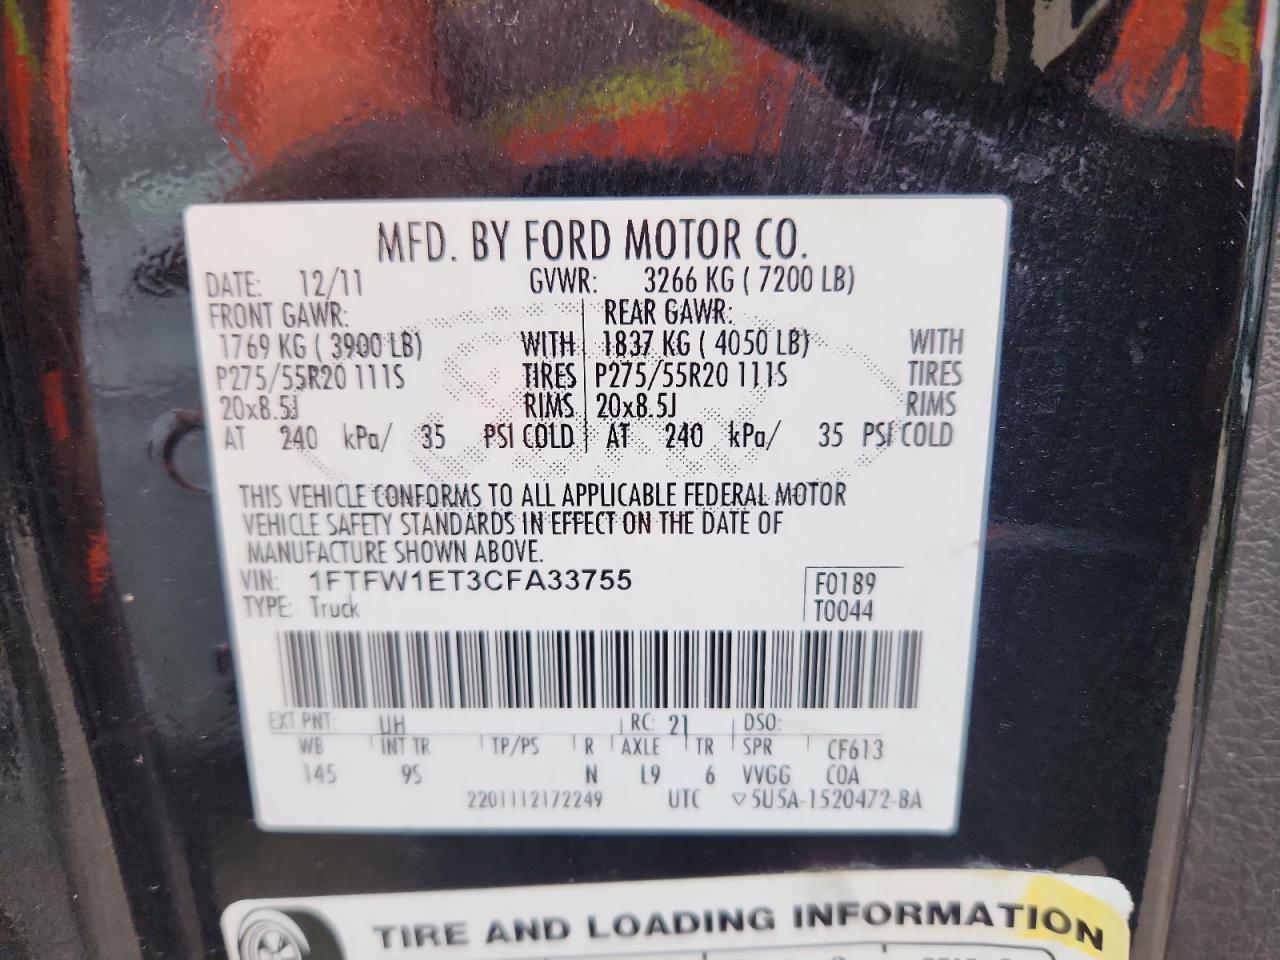 MFD. BY FORD MOTOR CO.
DATE: 12/11 GVWR: 3266 KG ( 7200 LB)
FRONT GAWR: REAR GAWR:
1769 KG ( 3900 LB) WITH 1837 KG ( 4050 LB) WITH
P275/55R20 111S TIRES P275/55R20 111S TIRES
20x8.5J RIMS 20x8.5J RIMS
AT 240 kPa/ 35 PSI COLD AT 240 kPa/ 35 PSI COLD
THIS VEHICLE CONFORMS TO ALL APPLICABLE FEDERAL MOTOR
VEHICLE SAFETY STANDARDS IN EFFECT ON THE DATE OF
MANUFACTURE SHOWN ABOVE.
VIN: 1FTFW1ET3CFA33755 F0189
TYPE: Truck T0044
EXT PNT: UH RC: 21 DSO:
WB INT TR TP/PS R AXLE TR SPR CF613
145 9S N L9 6 VVGG COA
2201112172249 UTC ▽5U5A-1520472-BA
TIRE AND LOADING INFORMATION